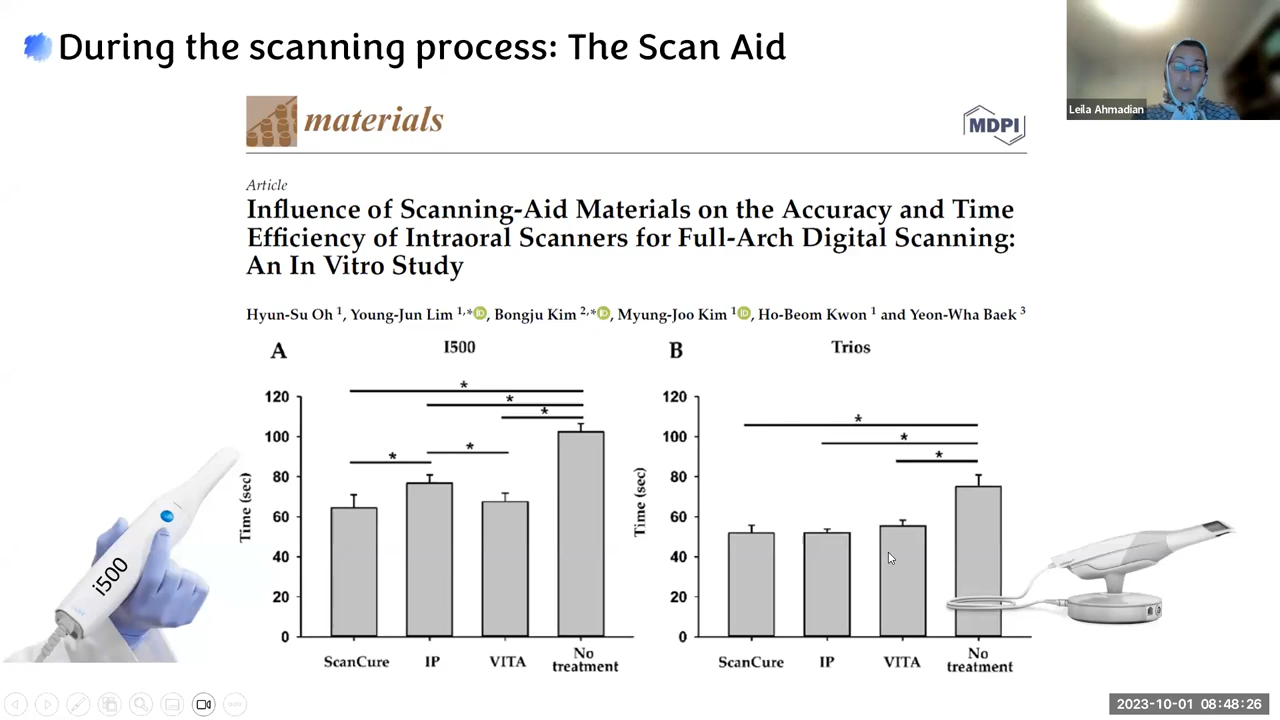 During the scanning process: The Scan Aid
Leila Ahmadian
materials
MDPI
Article
Influence of Scanning-Aid Materials on the Accuracy and Time
Efficiency of Intraoral Scanners for Full-Arch Digital Scanning:
An In Vitro Study
Hyun-Su Oh 1, Young-Jun Lim 1,*iD, Bongju Kim 2,*iD, Myung-Joo Kim 1 iD, Ho-Beom Kwon 1 and Yeon-Wha Baek 3
A
I500
120
100
80
60
40
20
0
Time (sec)
* * * * *
ScanCure IP VITA No treatment
B
Trios
120
100
80
60
40
20
0
Time (sec)
* * *
ScanCure IP VITA No treatment
i500
2023-10-01 08:48:26